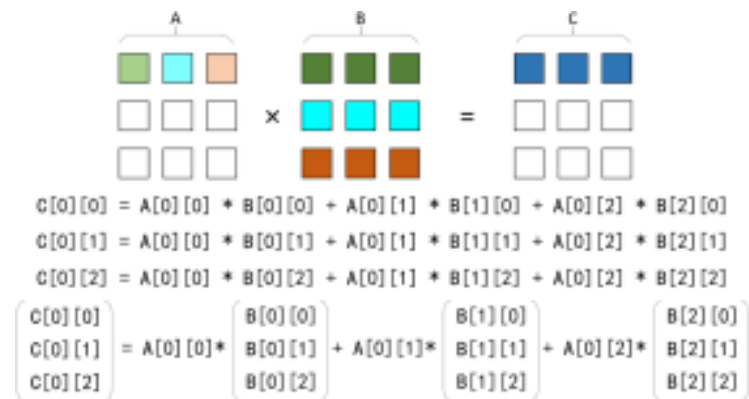 A B C
× =
C[0][0] = A[0][0] * B[0][0] + A[0][1] * B[1][0] + A[0][2] * B[2][0]
C[0][1] = A[0][0] * B[0][1] + A[0][1] * B[1][1] + A[0][2] * B[2][1]
C[0][2] = A[0][0] * B[0][2] + A[0][1] * B[1][2] + A[0][2] * B[2][2]
C[0][0] B[0][0] B[1][0] B[2][0]
C[0][1] = A[0][0]* B[0][1] + A[0][1]* B[1][1] + A[0][2]* B[2][1]
C[0][2] B[0][2] B[1][2] B[2][2]